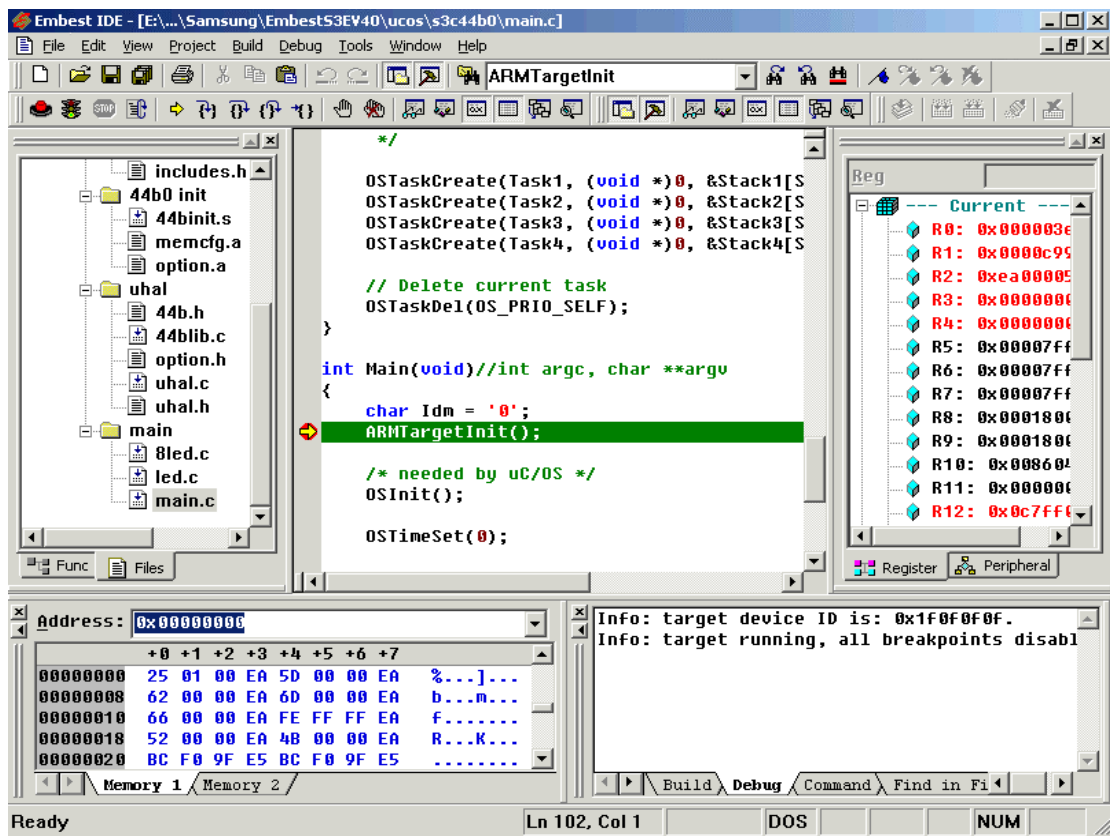 Embest IDE - [E:\...\Samsung\EmbestS3EV40\ucos\s3c44b0\main.c]
File Edit View Project Build Debug Tools Window Help
ARMTargetInit
STOP
includes.h
44b0 init
44binit.s
memcfg.a
option.a
uhal
44b.h
44blib.c
option.h
uhal.c
uhal.h
main
8led.c
led.c
main.c
Func Files
*/
OSTaskCreate(Task1, (void *)0, &Stack1[S
OSTaskCreate(Task2, (void *)0, &Stack2[S
OSTaskCreate(Task3, (void *)0, &Stack3[S
OSTaskCreate(Task4, (void *)0, &Stack4[S
// Delete current task
OSTaskDel(OS_PRIO_SELF);
}
int Main(void)//int argc, char **argv
{
char Idm = '0';
ARMTargetInit();
/* needed by uC/OS */
OSInit();
OSTimeSet(0);
Reg
--- Current ---
R0: 0x000003e
R1: 0x0000c99
R2: 0xea00005
R3: 0x0000000
R4: 0x0000000
R5: 0x00007ff
R6: 0x00007ff
R7: 0x00007ff
R8: 0x0001800
R9: 0x0001800
R10: 0x008604
R11: 0x000000
R12: 0x0c7ff0
Register Peripheral
Address: 0x00000000
+0 +1 +2 +3 +4 +5 +6 +7
00000000 25 01 00 EA 5D 00 00 EA %...]...
00000008 62 00 00 EA 6D 00 00 EA b...m...
00000010 66 00 00 EA FE FF FF EA f.......
00000018 52 00 00 EA 4B 00 00 EA R...K...
00000020 BC F0 9F E5 BC F0 9F E5 ........
Memory 1 Memory 2
Info: target device ID is: 0x1f0f0f0f.
Info: target running, all breakpoints disabl
Build Debug Command Find in Fi
Ready Ln 102, Col 1 DOS NUM